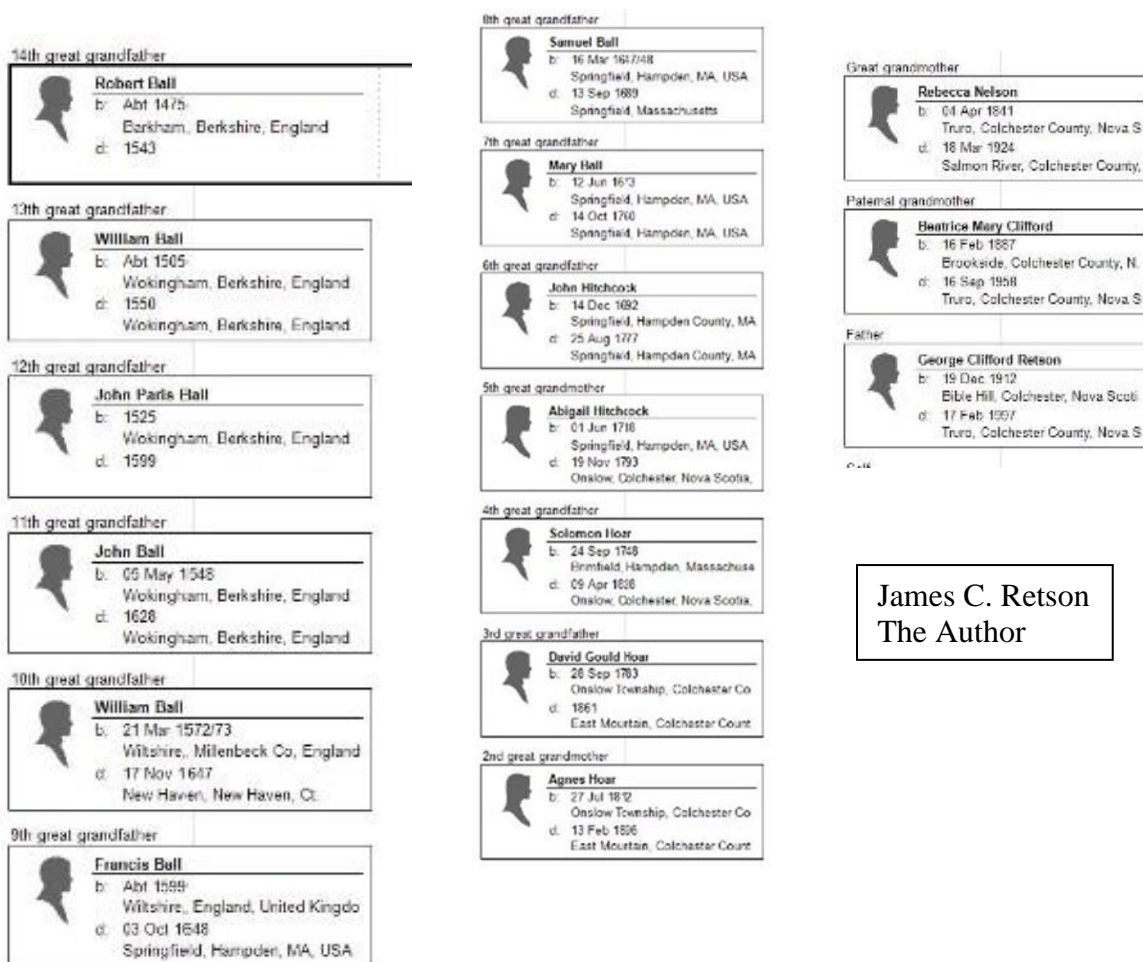 14th great grandfather
Robert Ball
b: Abt 1475
Barkham, Berkshire, England
d: 1543
13th great grandfather
William Ball
b: Abt 1505
Wokingham, Berkshire, England
d: 1550
Wokingham, Berkshire, England
12th great grandfather
John Paris Ball
b: 1525
Wokingham, Berkshire, England
d: 1599
11th great grandfather
John Ball
b: 05 May 1548
Wokingham, Berkshire, England
d: 1628
Wokingham, Berkshire, England
10th great grandfather
William Ball
b: 21 Mar 1572/73
Wiltshire,, Millenbeck Co, England
d: 17 Nov 1647
New Haven, New Haven, Ct.
9th great grandfather
Francis Ball
b: Abt 1599
Wiltshire,, England, United Kingdo
d: 03 Oct 1648
Springfield, Hampden, MA, USA
8th great grandfather
Samuel Ball
b: 16 Mar 1647/48
Springfield, Hampden, MA, USA
d: 13 Sep 1689
Springfield, Massachusetts
7th great grandmother
Mary Ball
b: 12 Jun 1673
Springfield, Hampden, MA, USA
d: 14 Oct 1760
Springfield, Hampden, MA, USA
6th great grandfather
John Hitchcock
b: 14 Dec 1692
Springfield, Hampden County, MA
d: 25 Aug 1777
Springfield, Hampden County, MA
5th great grandmother
Abigail Hitchcock
b: 01 Jun 1718
Springfield, Hampden, MA, USA
d: 19 Nov 1793
Onslow, Colchester, Nova Scotia,
4th great grandfather
Solomon Hoar
b: 24 Sep 1748
Brimfield, Hampden, Massachuse
d: 09 Apr 1828
Onslow, Colchester, Nova Scotia,
3rd great grandfather
David Gould Hoar
b: 28 Sep 1783
Onslow Township, Colchester Co
d: 1861
East Mountain, Colchester Count
2nd great grandmother
Agnes Hoar
b: 27 Jul 1812
Onslow Township, Colchester Co
d: 13 Feb 1896
East Mountain, Colchester Count
Great grandmother
Rebecca Nelson
b: 04 Apr 1841
Truro, Colchester County, Nova S
d: 18 Mar 1924
Salmon River, Colchester County,
Paternal grandmother
Beatrice Mary Clifford
b: 16 Feb 1887
Brookside, Colchester County, N.
d: 16 Sep 1958
Truro, Colchester County, Nova S
Father
George Clifford Retson
b: 19 Dec 1912
Bible Hill, Colchester, Nova Scoti
d: 17 Feb 1997
Truro, Colchester County, Nova S
James C. Retson
The Author